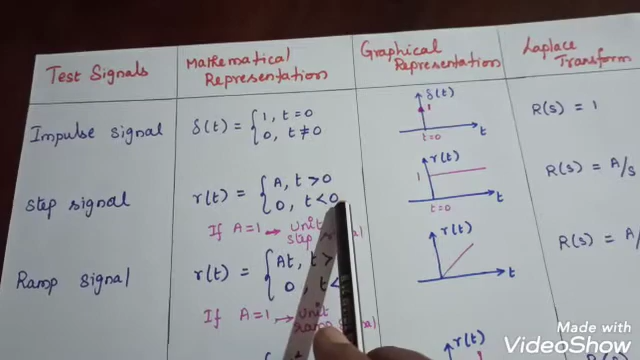 Test Signals
Mathematical
Representation
Graphical
Representation
Laplace
Transform
Impulse signal
δ(t) = { 1, t = 0
0, t ≠ 0
δ(t)
1
t
t=0
R(s) = 1
Step signal
r(t) = { A, t > 0
0, t < 0
If A=1 → Unit
step
r(t)
1
t
t=0
R(s) = A/s
Ramp signal
r(t) = { At, t >
0, t <
If A=1 → Unit
ramp
r(t)
t
R(s) = A/
r(t)
Made with
VideoShow